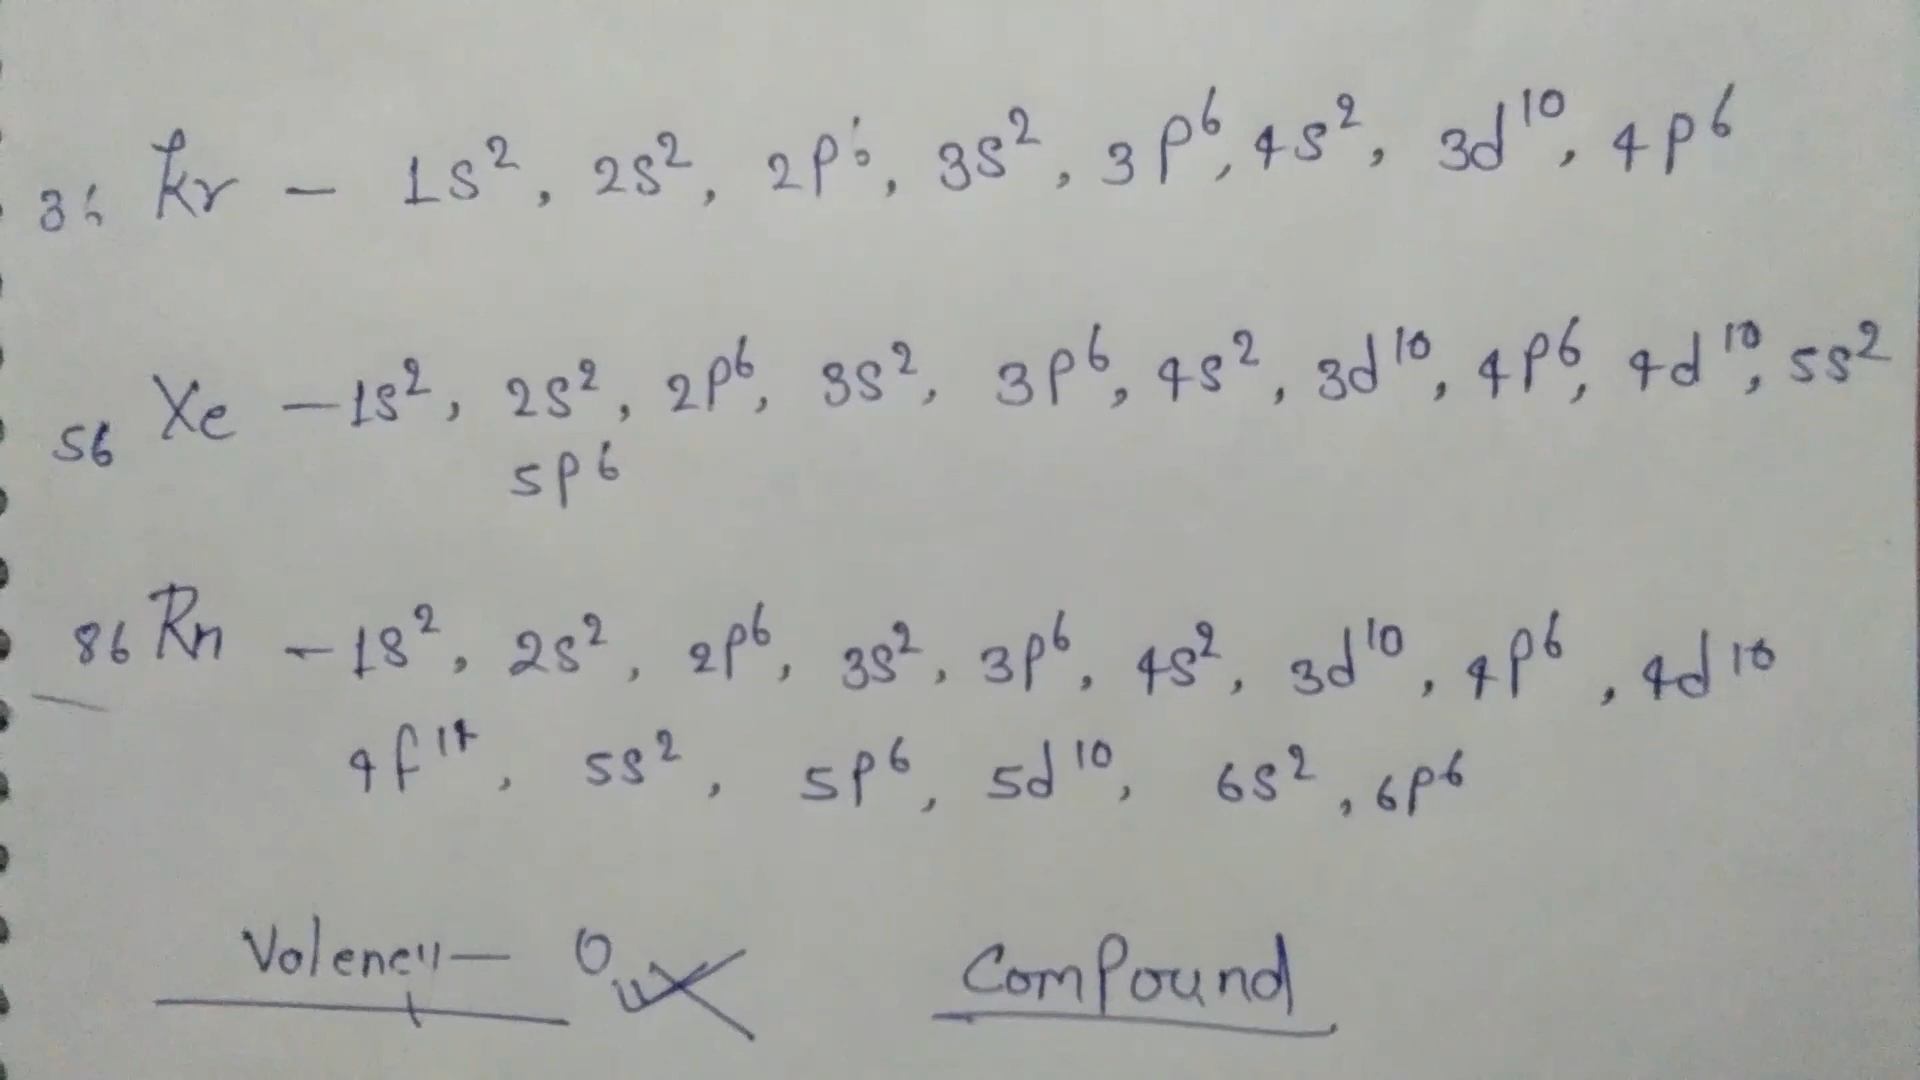 36 Kr – 1s², 2s², 2p⁶, 3s², 3p⁶, 4s², 3d¹⁰, 4p⁶
56 Xe – 1s², 2s², 2p⁶, 3s², 3p⁶, 4s², 3d¹⁰, 4p⁶, 4d¹⁰, 5s²
5p⁶
86 Rn – 1s², 2s², 2p⁶, 3s², 3p⁶, 4s², 3d¹⁰, 4p⁶, 4d¹⁰
4f¹⁴, 5s², 5p⁶, 5d¹⁰, 6s², 6p⁶
Valency – 0 Compound